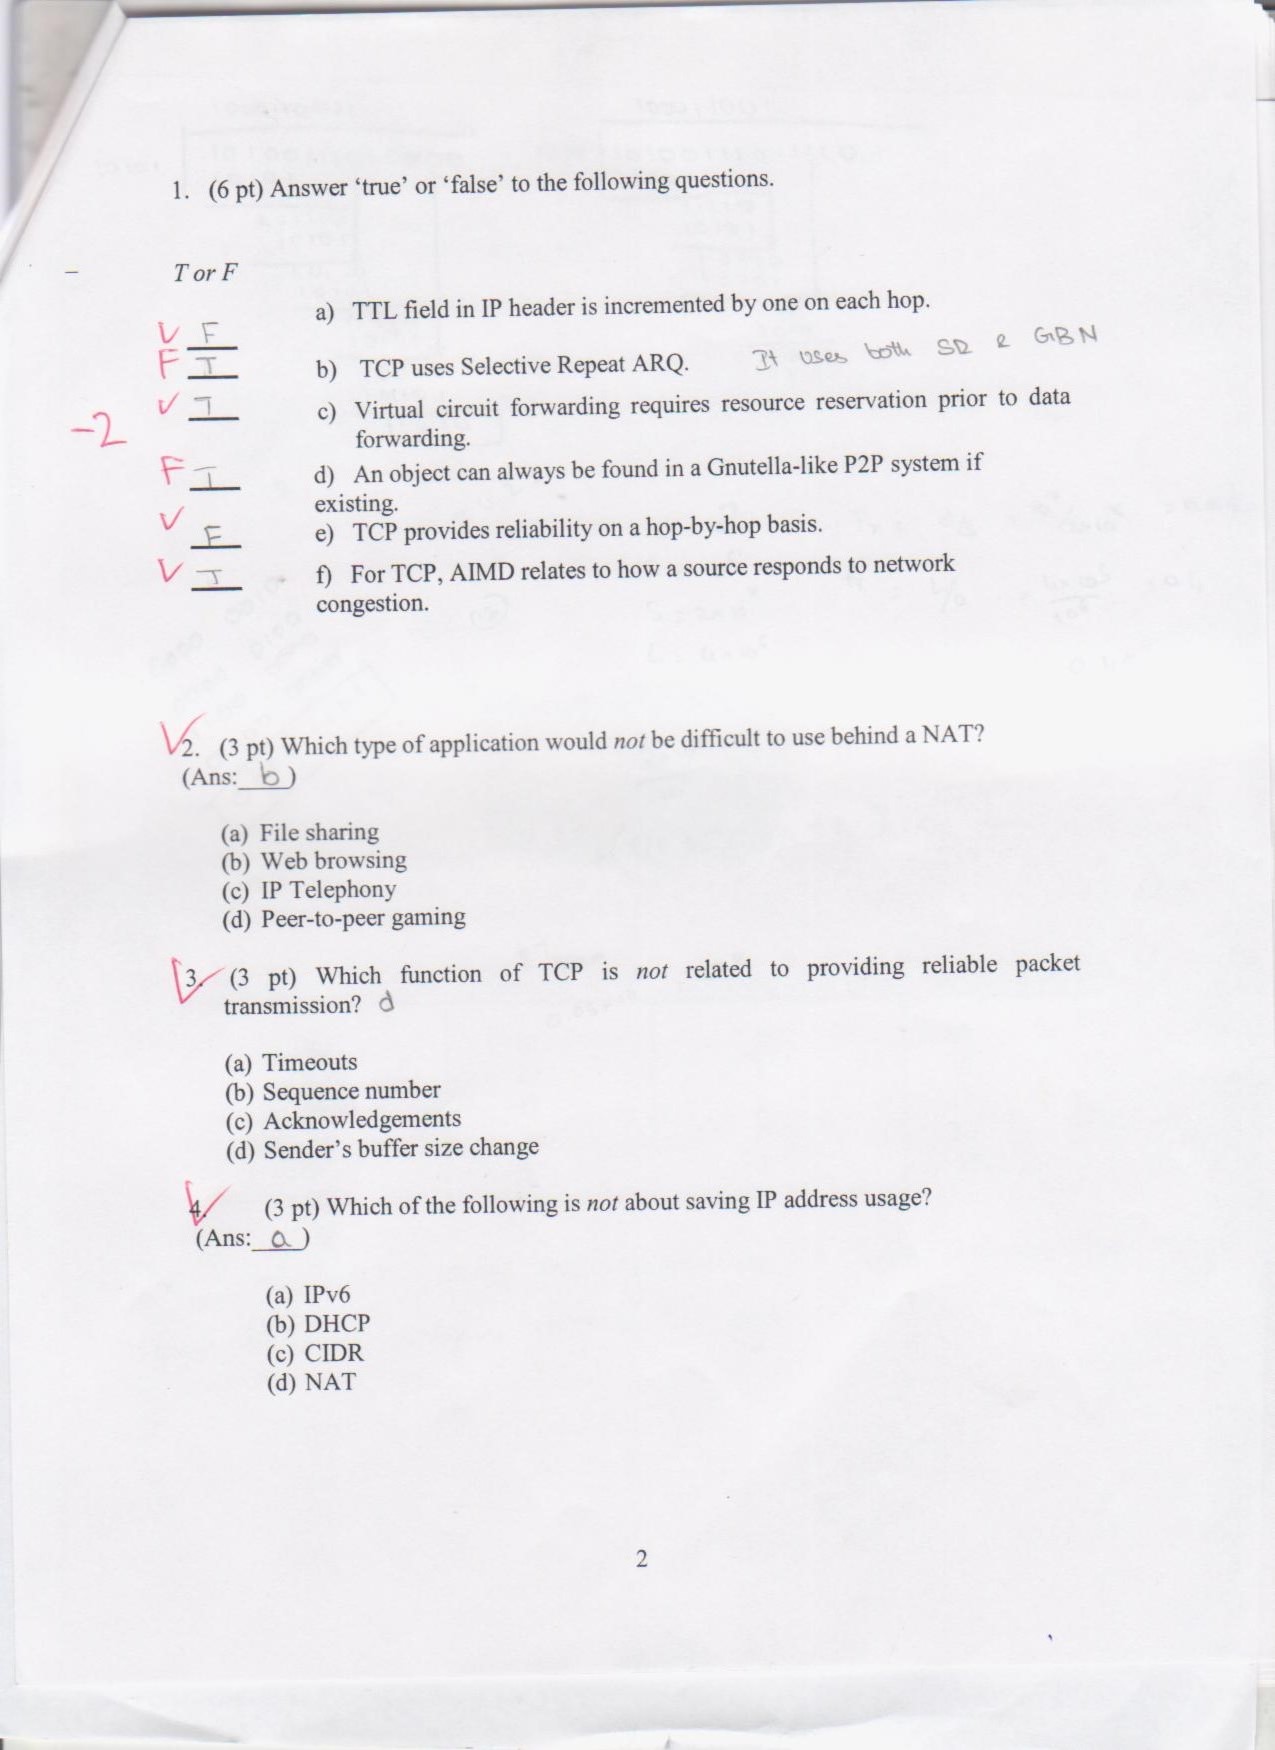 1. (6 pt) Answer ‘true’ or ‘false’ to the following questions.
T or F
a) TTL field in IP header is incremented by one on each hop.
V F
b) TCP uses Selective Repeat ARQ. It uses both SR & GBN
F T
c) Virtual circuit forwarding requires resource reservation prior to data
✓ T
forwarding.
-2
d) An object can always be found in a Gnutella-like P2P system if
F T
existing.
e) TCP provides reliability on a hop-by-hop basis.
✓ F
f) For TCP, AIMD relates to how a source responds to network
V T
congestion.
2. (3 pt) Which type of application would not be difficult to use behind a NAT?
(Ans: b )
(a) File sharing
(b) Web browsing
(c) IP Telephony
(d) Peer-to-peer gaming
3. (3 pt) Which function of TCP is not related to providing reliable packet
transmission? d
(a) Timeouts
(b) Sequence number
(c) Acknowledgements
(d) Sender’s buffer size change
4. (3 pt) Which of the following is not about saving IP address usage?
(Ans: a )
(a) IPv6
(b) DHCP
(c) CIDR
(d) NAT
2